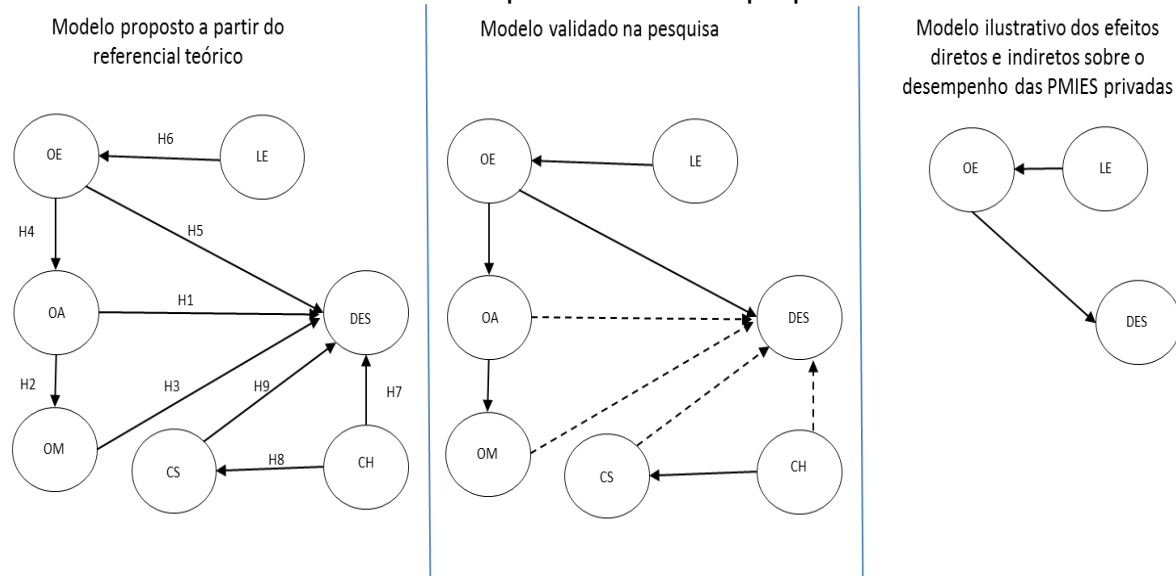 Modelo proposto a partir do
referencial teórico
OE
H6
LE
H4
H5
OA
H1
DES
H2
H3
H9
H7
OM
CS
H8
CH
Modelo validado na pesquisa
OE
LE
OA
DES
OM
CS
CH
Modelo ilustrativo dos efeitos
diretos e indiretos sobre o
desempenho das PMIES privadas
OE
LE
DES